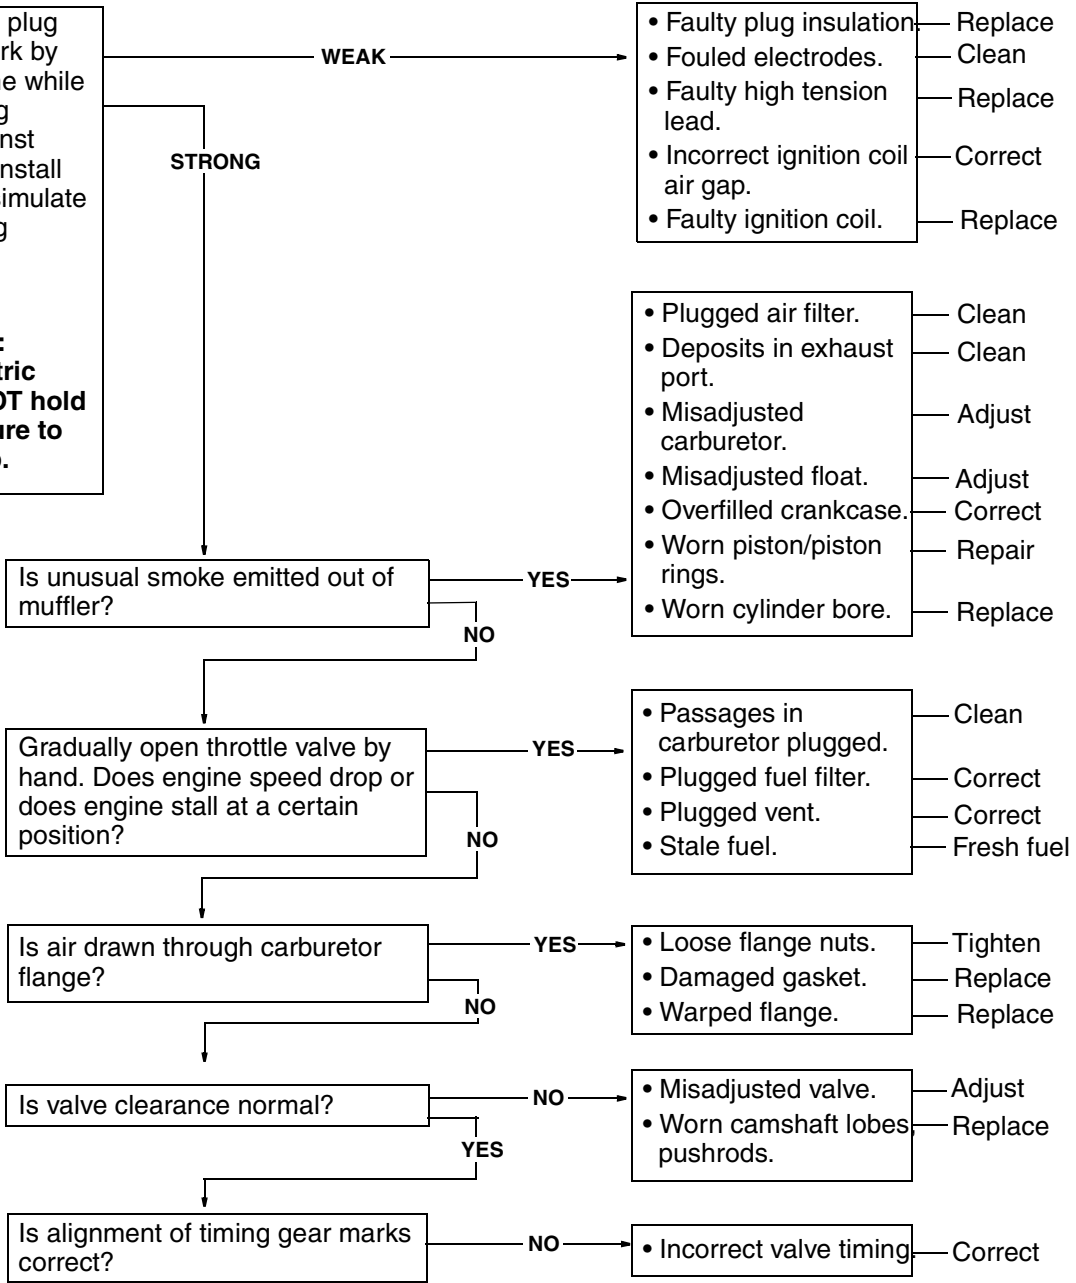 plug
rk by
e while
g
nst
nstall
simulate
g
:
tric
OT hold
ure to
.
WEAK
STRONG
• Faulty plug insulation. Replace
• Fouled electrodes. Clean
• Faulty high tension Replace
lead.
• Incorrect ignition coil Correct
air gap.
• Faulty ignition coil. Replace
Is unusual smoke emitted out of
muffler?
YES
NO
• Plugged air filter. Clean
• Deposits in exhaust Clean
port.
• Misadjusted Adjust
carburetor.
• Misadjusted float. Adjust
• Overfilled crankcase. Correct
• Worn piston/piston Repair
rings.
• Worn cylinder bore. Replace
Gradually open throttle valve by
hand. Does engine speed drop or
does engine stall at a certain
position?
YES
NO
• Passages in Clean
carburetor plugged.
• Plugged fuel filter. Correct
• Plugged vent. Correct
• Stale fuel. Fresh fuel
Is air drawn through carburetor
flange?
YES
NO
• Loose flange nuts. Tighten
• Damaged gasket. Replace
• Warped flange. Replace
Is valve clearance normal?
NO
YES
• Misadjusted valve. Adjust
• Worn camshaft lobes, Replace
pushrods.
Is alignment of timing gear marks
correct?
NO
• Incorrect valve timing. Correct